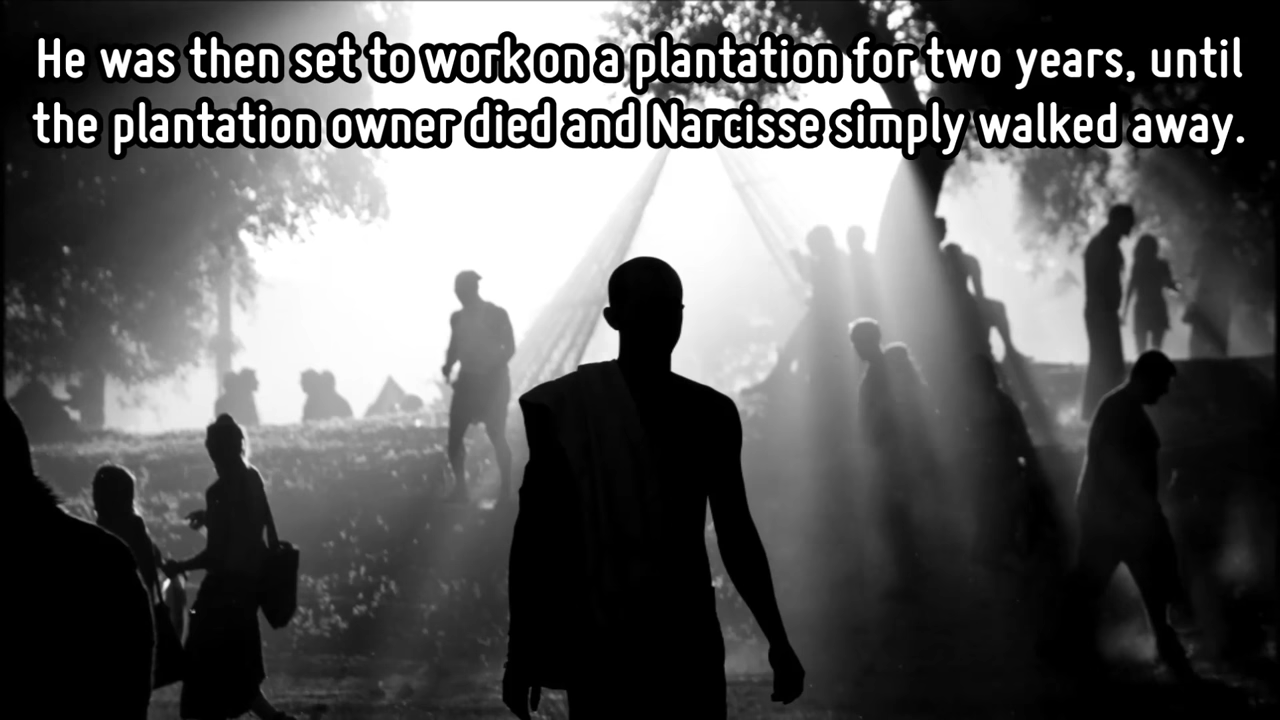 He was then set to work on a plantation for two years, until
the plantation owner died and Narcisse simply walked away.